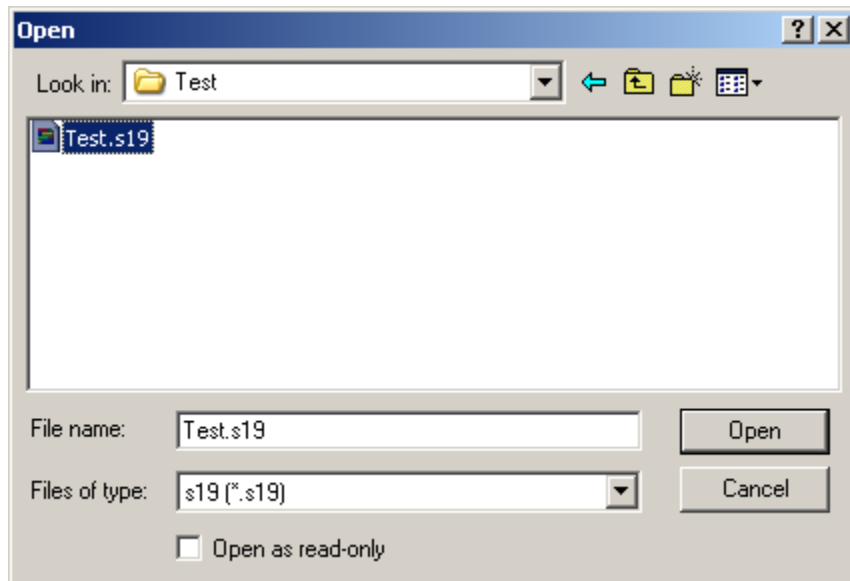 Open
Look in: Test
Test.s19
File name: Test.s19 Open
Files of type: s19 (*.s19) Cancel
Open as read-only